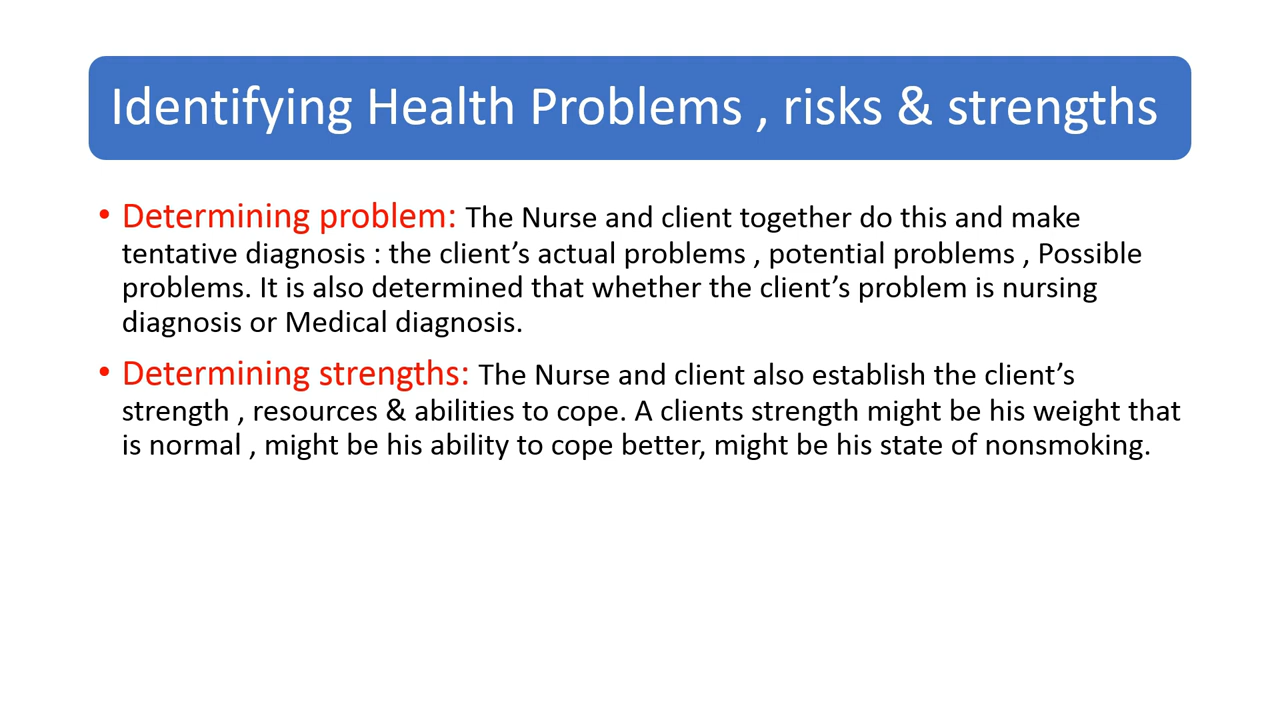 Identifying Health Problems , risks & strengths
• Determining problem: The Nurse and client together do this and make
tentative diagnosis : the client’s actual problems , potential problems , Possible
problems. It is also determined that whether the client’s problem is nursing
diagnosis or Medical diagnosis.
• Determining strengths: The Nurse and client also establish the client’s
strength , resources & abilities to cope. A clients strength might be his weight that
is normal , might be his ability to cope better, might be his state of nonsmoking.